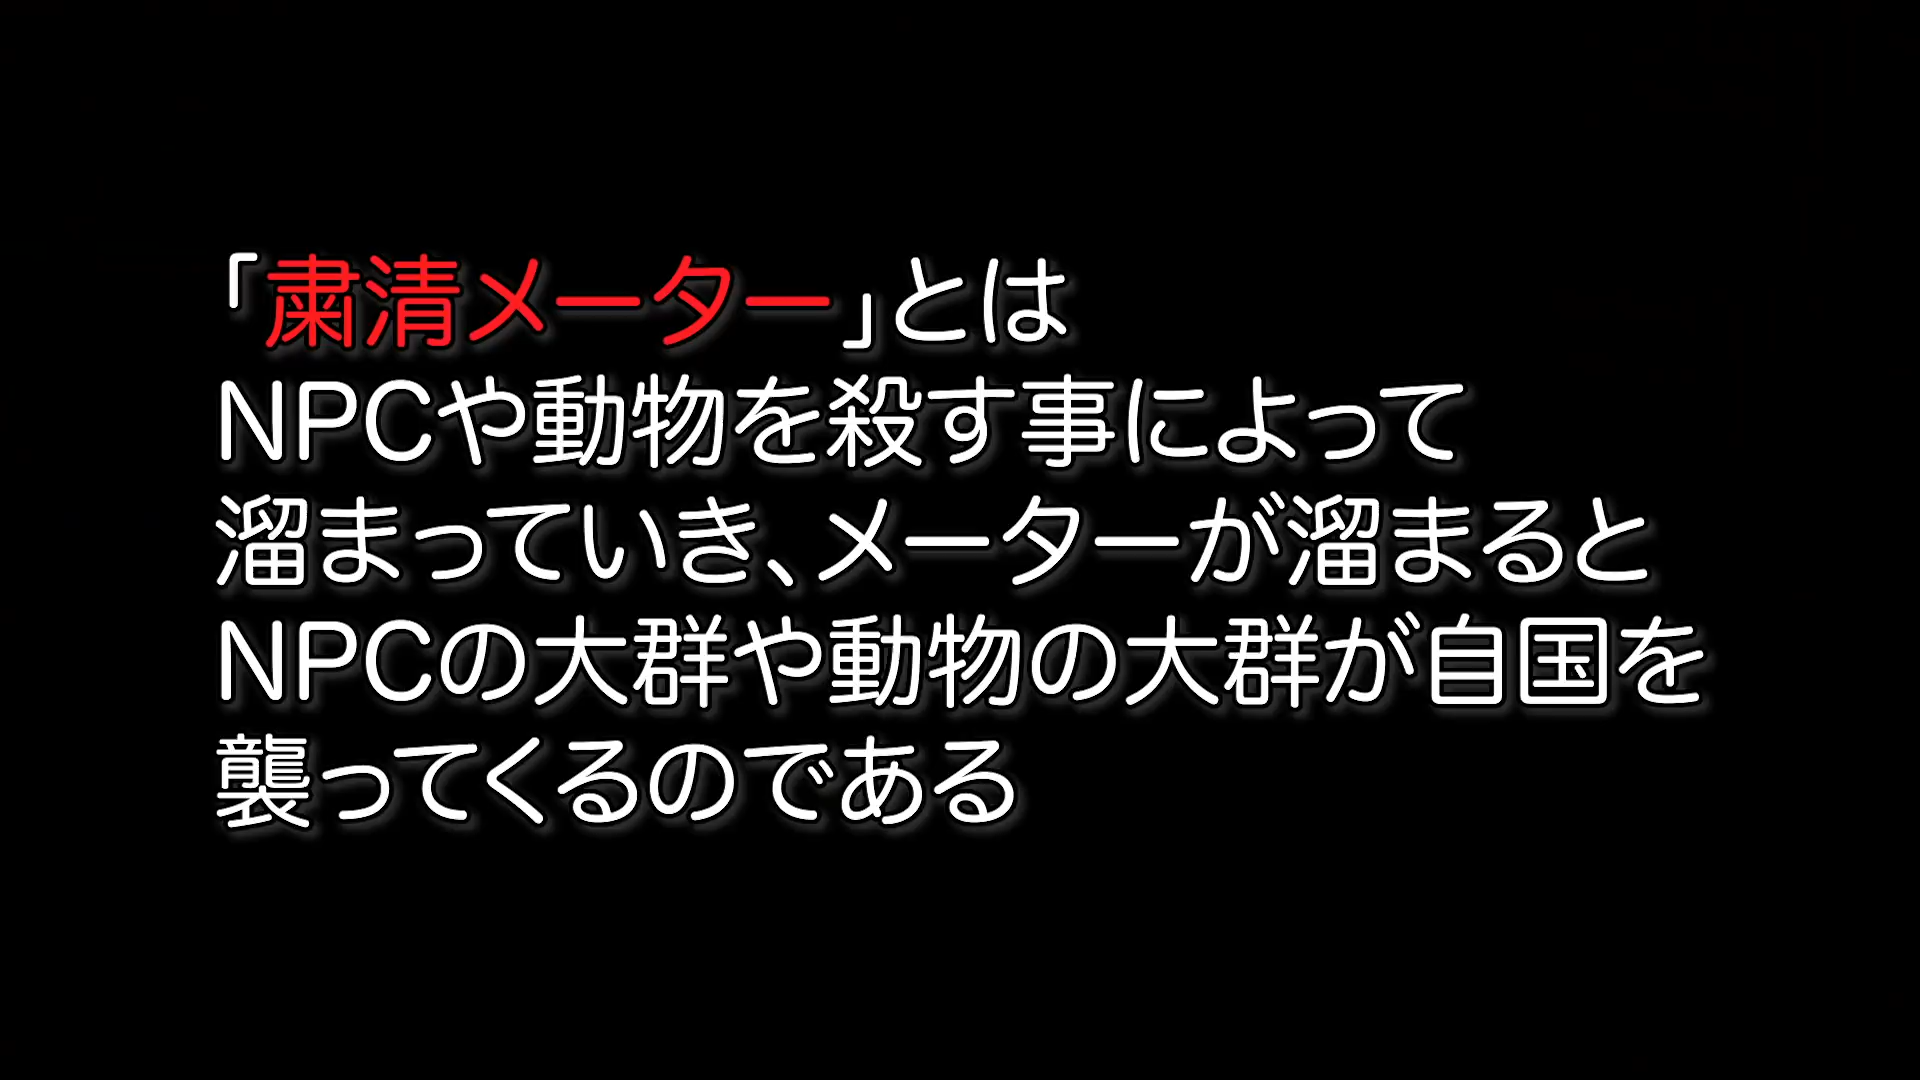 「粛清メーター」とは
NPCや動物を殺す事によって
溜まっていき、メーターが溜まると
NPCの大群や動物の大群が自国を
襲ってくるのである